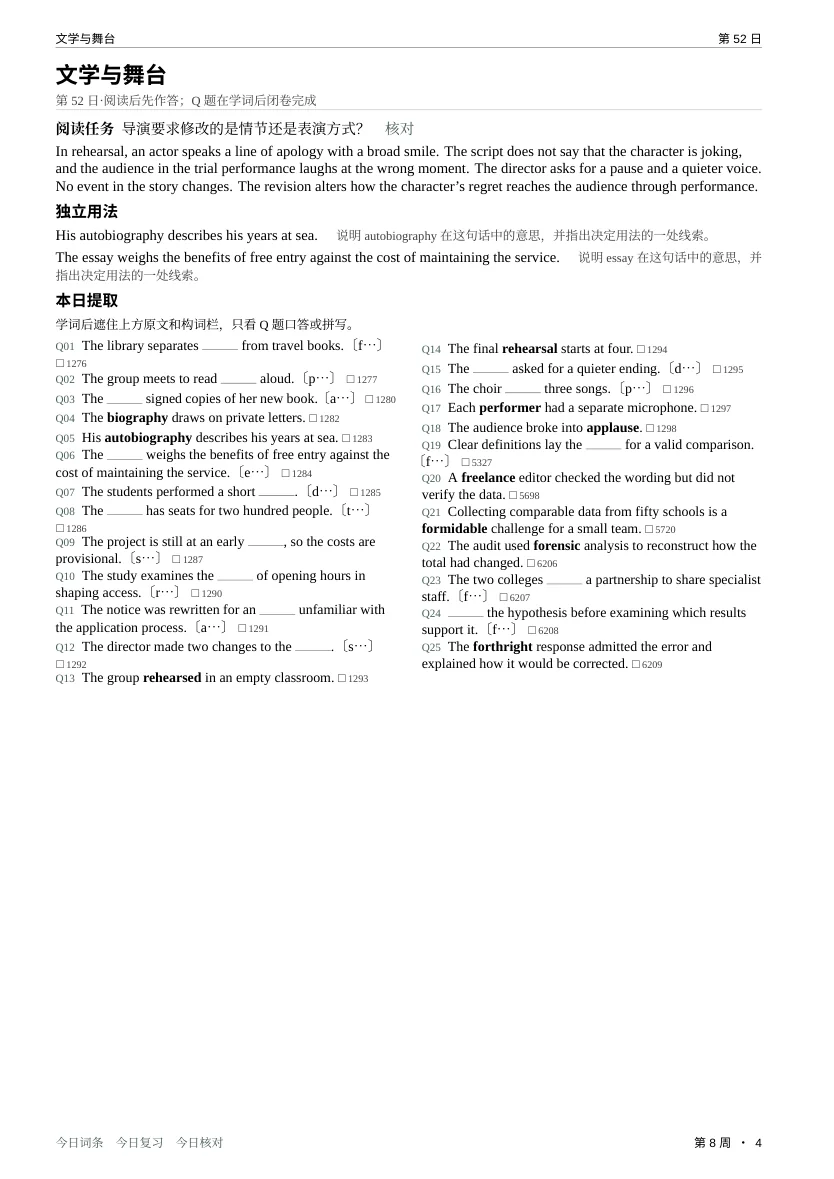 文学与舞台
第 52 日
文学与舞台
第 52 日·阅读后先作答；Q 题在学词后闭卷完成
阅读任务 导演要求修改的是情节还是表演方式？ 核对
In rehearsal, an actor speaks a line of apology with a broad smile. The script does not say that the character is joking,
and the audience in the trial performance laughs at the wrong moment. The director asks for a pause and a quieter voice.
No event in the story changes. The revision alters how the character’s regret reaches the audience through performance.
独立用法
His autobiography describes his years at sea. 说明 autobiography 在这句话中的意思，并指出决定用法的一处线索。
The essay weighs the benefits of free entry against the cost of maintaining the service. 说明 essay 在这句话中的意思，并
指出决定用法的一处线索。
本日提取
学词后遮住上方原文和构词栏，只看 Q 题口答或拼写。
Q01 The library separates _____ from travel books.〔f⋯〕
□ 1276
Q02 The group meets to read _____ aloud.〔p⋯〕 □ 1277
Q03 The _____ signed copies of her new book.〔a⋯〕 □ 1280
Q04 The biography draws on private letters. □ 1282
Q05 His autobiography describes his years at sea. □ 1283
Q06 The _____ weighs the benefits of free entry against the
cost of maintaining the service.〔e⋯〕 □ 1284
Q07 The students performed a short _____.〔d⋯〕 □ 1285
Q08 The _____ has seats for two hundred people.〔t⋯〕
□ 1286
Q09 The project is still at an early _____, so the costs are
provisional.〔s⋯〕 □ 1287
Q10 The study examines the _____ of opening hours in
shaping access.〔r⋯〕 □ 1290
Q11 The notice was rewritten for an _____ unfamiliar with
the application process.〔a⋯〕 □ 1291
Q12 The director made two changes to the _____.〔s⋯〕
□ 1292
Q13 The group rehearsed in an empty classroom. □ 1293
Q14 The final rehearsal starts at four. □ 1294
Q15 The _____ asked for a quieter ending.〔d⋯〕 □ 1295
Q16 The choir _____ three songs.〔p⋯〕 □ 1296
Q17 Each performer had a separate microphone. □ 1297
Q18 The audience broke into applause. □ 1298
Q19 Clear definitions lay the _____ for a valid comparison.
〔f⋯〕 □ 5327
Q20 A freelance editor checked the wording but did not
verify the data. □ 5698
Q21 Collecting comparable data from fifty schools is a
formidable challenge for a small team. □ 5720
Q22 The audit used forensic analysis to reconstruct how the
total had changed. □ 6206
Q23 The two colleges _____ a partnership to share specialist
staff.〔f⋯〕 □ 6207
Q24 _____ the hypothesis before examining which results
support it.〔f⋯〕 □ 6208
Q25 The forthright response admitted the error and
explained how it would be corrected. □ 6209
今日词条 今日复习 今日核对
第 8 周 • 4